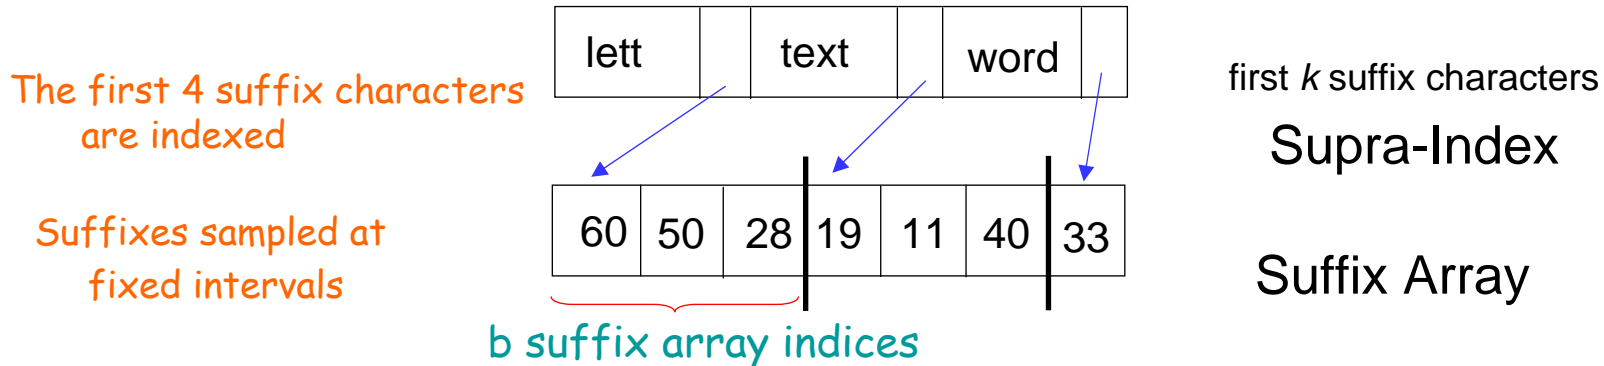 lett text word
The first 4 suffix characters
are indexed
first k suffix characters
Supra-Index
60 50 28 19 11 40 33
Suffixes sampled at
fixed intervals
Suffix Array
b suffix array indices